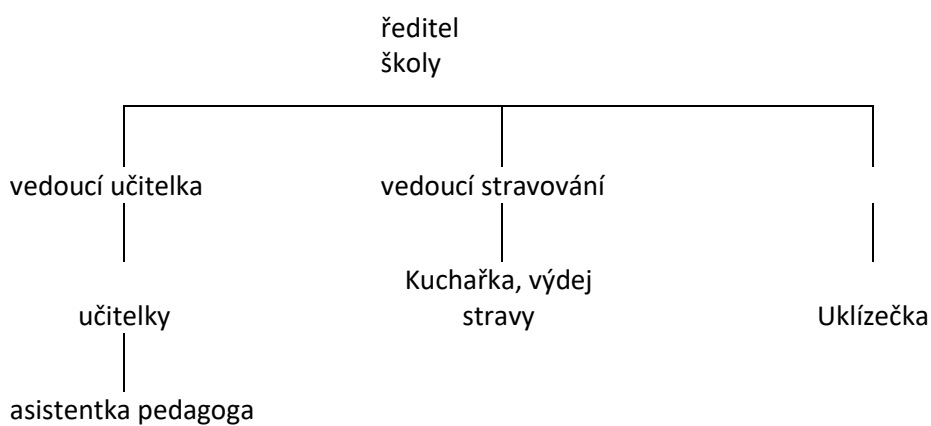 ředitel
školy
vedoucí učitelka
vedoucí stravování
Kuchařka, výdej
stravy
učitelky
Uklízečka
asistentka pedagoga